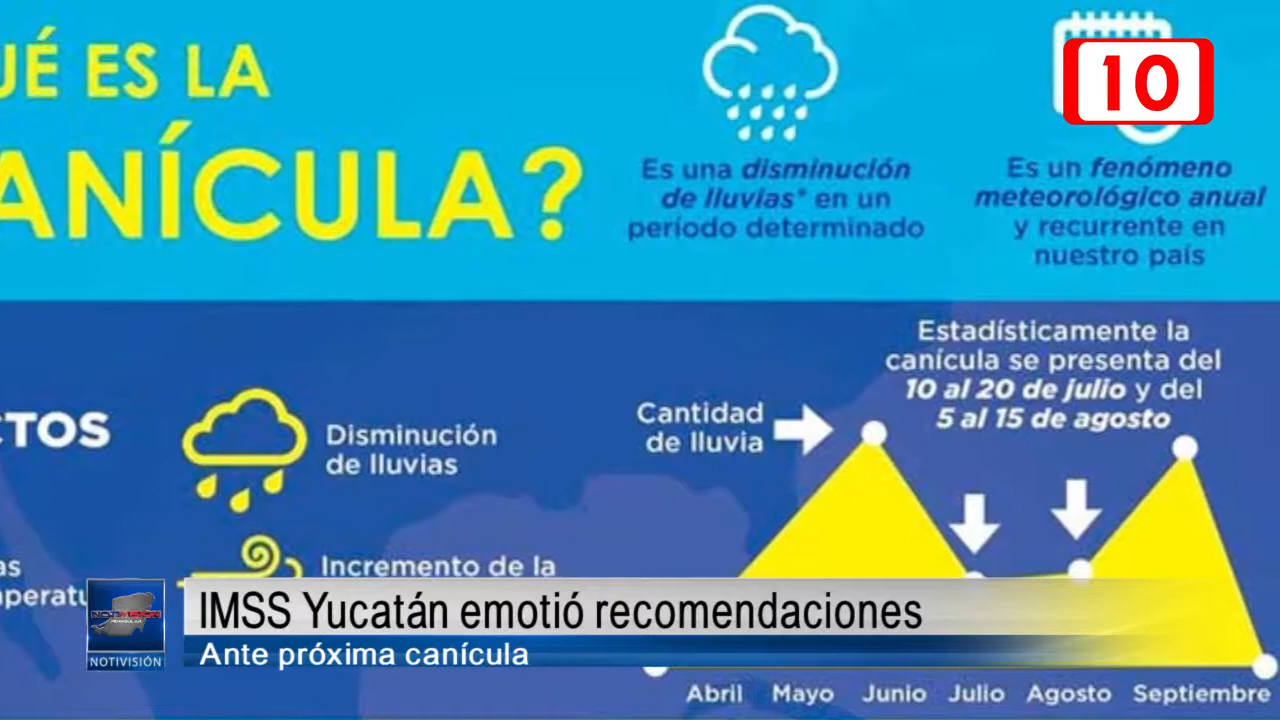 UÉ ES LA
ANÍCULA?
Es una disminución
de lluvias* en un
período determinado
Es un fenómeno
meteorológico anual
y recurrente en
nuestro país
10
CTOS
Disminución
de lluvias
Incremento de la
as
peratu
Estadísticamente la
canícula se presenta del
10 al 20 de julio y del
5 al 15 de agosto
Cantidad
de lluvia
Abril Mayo Junio Julio Agosto Septiembre
NOTIVISIÓN
IMSS Yucatán emotió recomendaciones
Ante próxima canícula